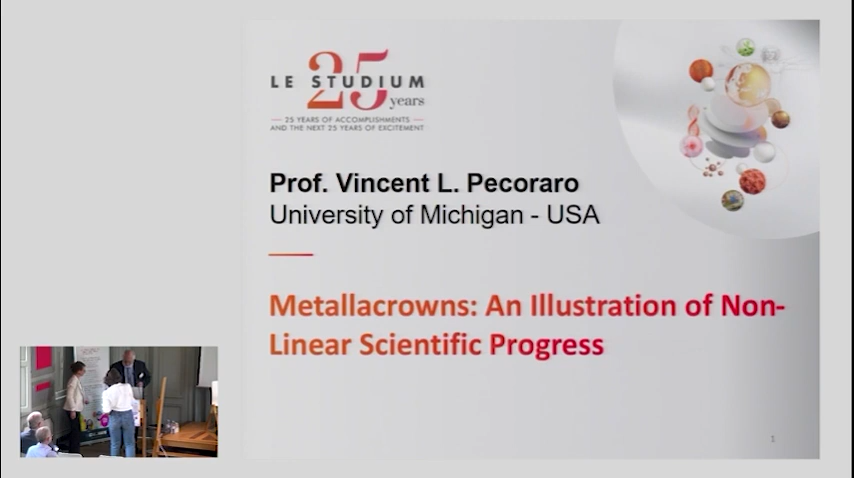 25
LE STUDIUM
years
25 YEARS OF ACCOMPLISHMENTS
AND THE NEXT 25 YEARS OF EXCITEMENT
Prof. Vincent L. Pecoraro
University of Michigan - USA
Metallacrowns: An Illustration of Non-
Linear Scientific Progress
1